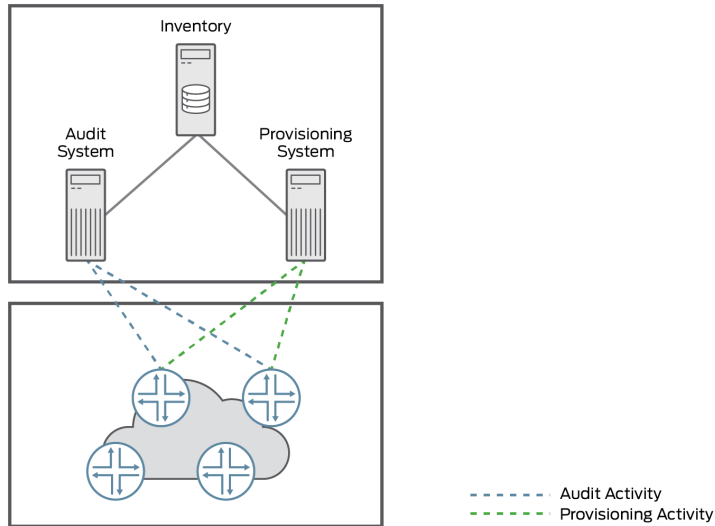 Inventory
Audit
System
Provisioning
System
Audit Activity
Provisioning Activity